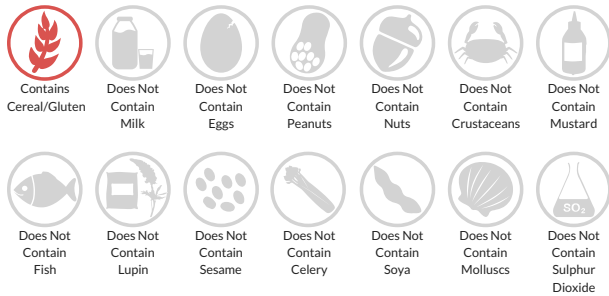 Contains
Cereal/Gluten
Does Not
Contain
Milk
Does Not
Contain
Eggs
Does Not
Contain
Peanuts
Does Not
Contain
Nuts
Does Not
Contain
Crustaceans
Does Not
Contain
Mustard
SO₂
Does Not
Contain
Fish
Does Not
Contain
Lupin
Does Not
Contain
Sesame
Does Not
Contain
Celery
Does Not
Contain
Soya
Does Not
Contain
Molluscs
Does Not
Contain
Sulphur
Dioxide